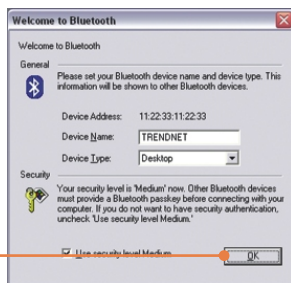 Welcome to Bluetooth
Welcome to Bluetooth
General
Please set your Bluetooth device name and device type. This
information will be shown to other Bluetooth devices.
Device Address: 11:22:33:11:22:33
Device Name: TRENDNET
Device Type: Desktop
Security
Your security level is 'Medium' now. Other Bluetooth devices
must provide a Bluetooth passkey before connecting with your
computer. If you do not want to have security authentication,
uncheck 'Use security level Medium.'
Use security level Medium
OK